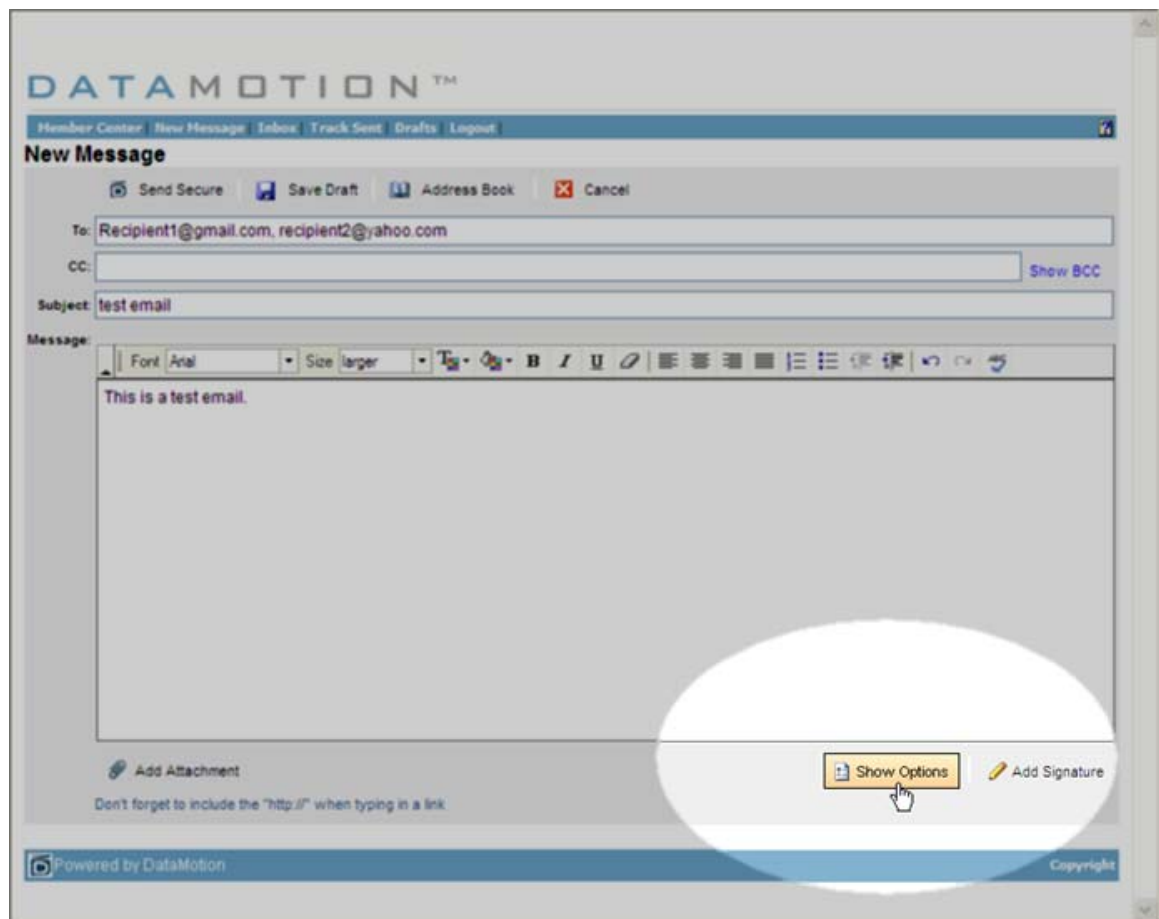 DATAMOTION™
Member Center | New Message | Inbox | Track Sent | Drafts | Logout |
New Message
Send Secure Save Draft Address Book Cancel
To: Recipient1@gmail.com, recipient2@yahoo.com
CC: Show BCC
Subject: test email
Message:
Font Arial Size larger B I U
This is a test email.
Add Attachment Show Options Add Signature
Don't forget to include the "http://" when typing in a link
Powered by DataMotion Copyright